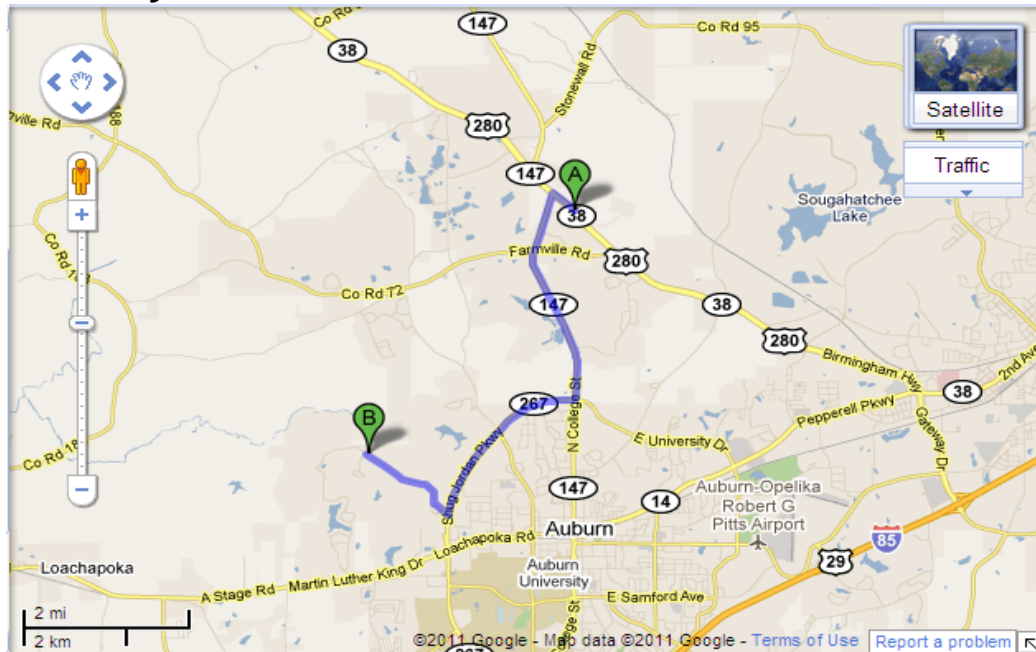 147
Co Rd 95
38
Stonewall Rd
188
ville Rd
280
Satellite
147
A
Traffic
Sougahatchee
Lake
38
Farmville Rd
280
Co Rd 72
147
38
280
Birmingham Hwy
2nd Ave
B
267
N College St
38
Pepperell Pkwy
E University Dr
Gateway Dr
Co Rd 18
Shug Jordan Pkwy
147
14
Auburn-Opelika
Robert G
Pitts Airport
Auburn
85
Loachapoka Rd
29
Loachapoka
Auburn
University
A Stage Rd
Martin Luther King Dr
E Samford Ave
2 mi
2 km
©2011 Google - Map data ©2011 Google - Terms of Use
Report a problem